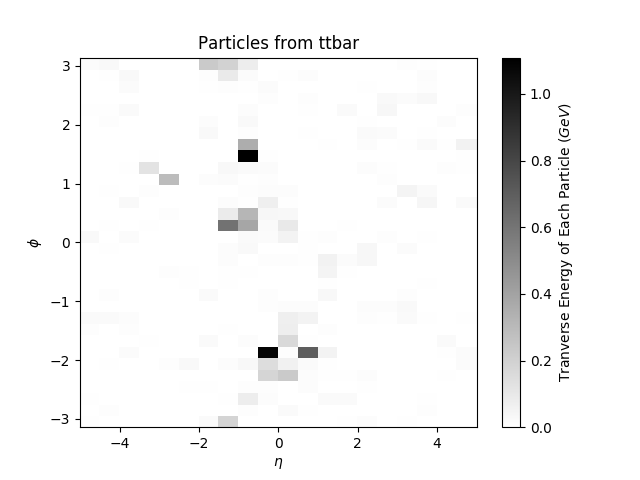 Particles from ttbar
3
2
1
0
−1
−2
−3
ϕ
−4 −2 0 2 4
η
1.0
0.8
0.6
0.4
0.2
0.0
Tranverse Energy of Each Particle (GeV)